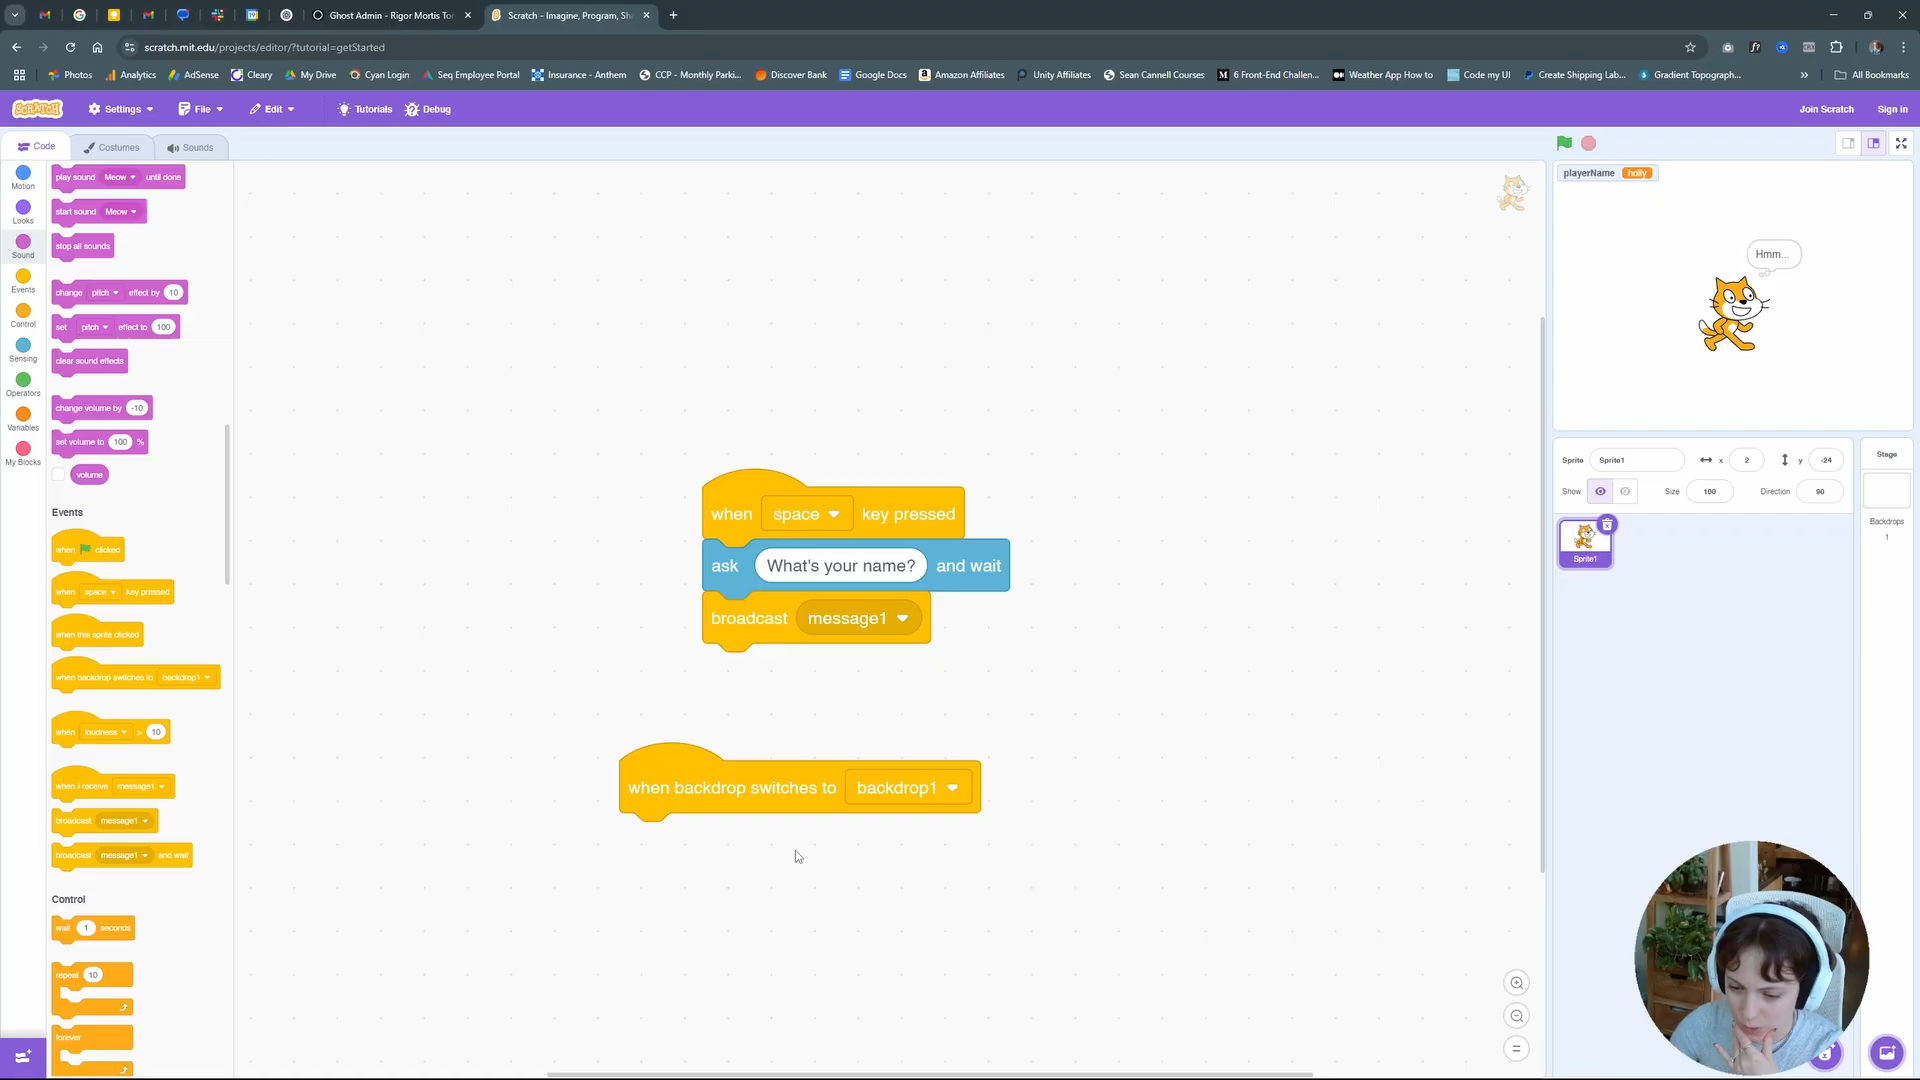 Ghost Admin - Rigor Mortis Tor
Scratch - Imagine, Program, Sh
scratch.mit.edu/projects/editor/?tutorial=getStarted
Photos
Analytics
AdSense
Cleary
My Drive
Cyan Login
Seq Employee Portal
Insurance - Anthem
CCP - Monthly Parki...
Discover Bank
Google Docs
Amazon Affiliates
Unity Affiliates
Sean Cannell Courses
6 Front-End Challen...
Weather App How to
Code my UI
Create Shipping Lab...
Gradient Topograph...
All Bookmarks
SCRATCH
Settings
File
Edit
Tutorials
Debug
Join Scratch
Sign in
Code
Costumes
Sounds
Motion
Looks
Sound
Events
Control
Sensing
Operators
Variables
My Blocks
play sound Meow until done
start sound Meow
stop all sounds
change pitch effect by 10
set pitch effect to 100
clear sound effects
change volume by -10
set volume to 100 %
volume
Events
when clicked
when space key pressed
when this sprite clicked
when backdrop switches to backdrop1
when loudness > 10
when I receive message1
broadcast message1
broadcast message1 and wait
Control
wait 1 seconds
repeat 10
forever
when space key pressed
ask What's your name? and wait
broadcast message1
when backdrop switches to backdrop1
playerName holly
Hmm...
Sprite Sprite1 x 2 y -24
Show Size 100 Direction 90
Sprite1
Stage
Backdrops
1